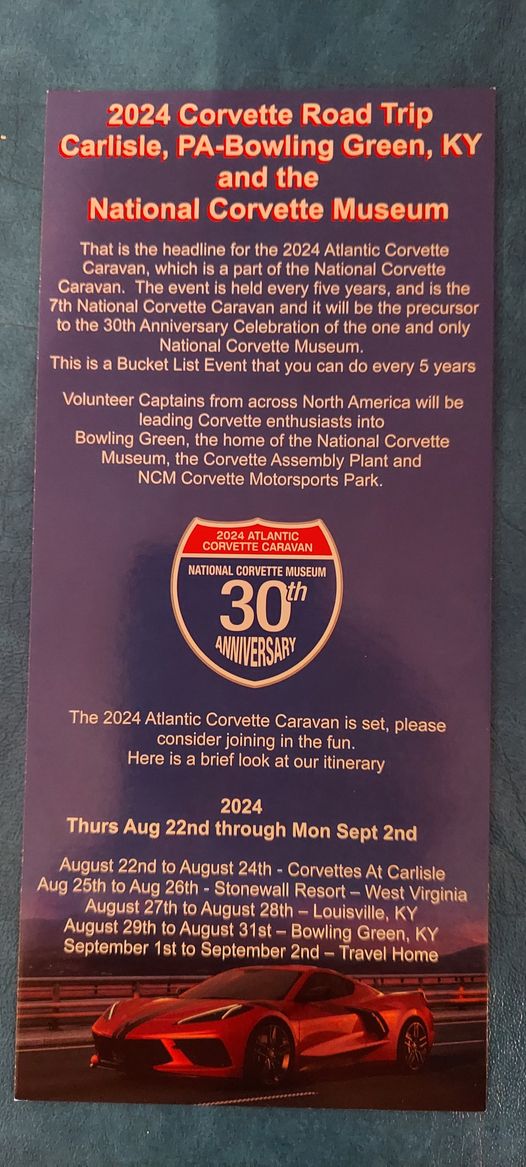 2024 Corvette Road Trip
Carlisle, PA-Bowling Green, KY
and the
National Corvette Museum
That is the headline for the 2024 Atlantic Corvette
Caravan, which is a part of the National Corvette
Caravan. The event is held every five years, and is the
7th National Corvette Caravan and it will be the precursor
to the 30th Anniversary Celebration of the one and only
National Corvette Museum.
This is a Bucket List Event that you can do every 5 years
Volunteer Captains from across North America will be
leading Corvette enthusiasts into
Bowling Green, the home of the National Corvette
Museum, the Corvette Assembly Plant and
NCM Corvette Motorsports Park.
2024 ATLANTIC
CORVETTE CARAVAN
NATIONAL CORVETTE MUSEUM
30th
ANNIVERSARY
The 2024 Atlantic Corvette Caravan is set, please
consider joining in the fun.
Here is a brief look at our itinerary
2024
Thurs Aug 22nd through Mon Sept 2nd
August 22nd to August 24th - Corvettes At Carlisle
Aug 25th to Aug 26th - Stonewall Resort – West Virginia
August 27th to August 28th – Louisville, KY
August 29th to August 31st – Bowling Green, KY
September 1st to September 2nd – Travel Home